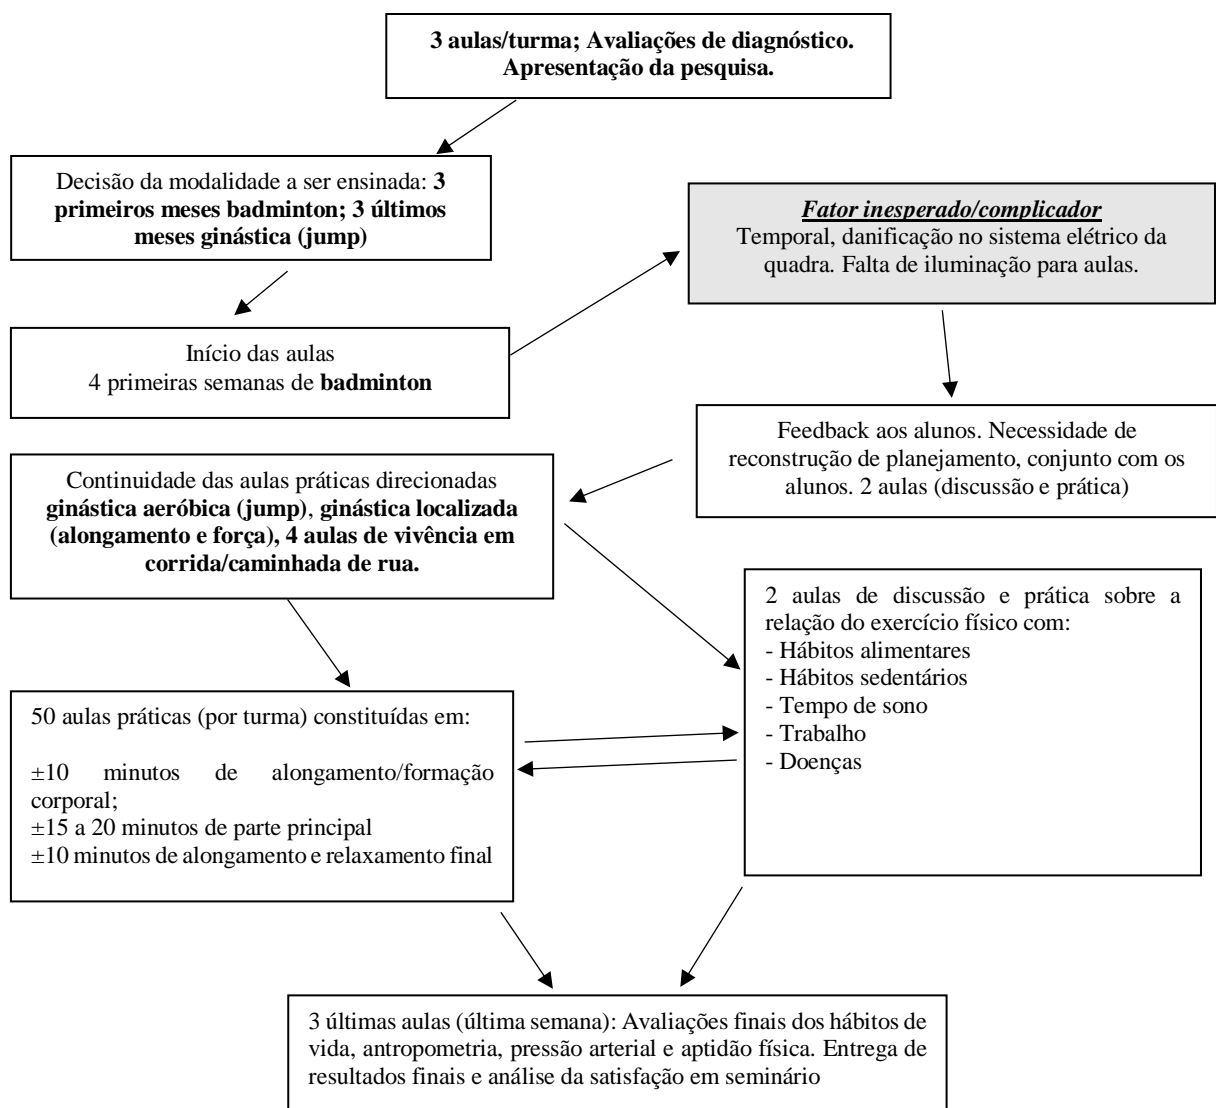 3 aulas/turma; Avaliações de diagnóstico.
Apresentação da pesquisa.
Decisão da modalidade a ser ensinada: 3
primeiros meses badminton; 3 últimos
meses ginástica (jump)
Fator inesperado/complicador
Temporal, danificação no sistema elétrico da
quadra. Falta de iluminação para aulas.
Início das aulas
4 primeiras semanas de badminton
Feedback aos alunos. Necessidade de
reconstrução de planejamento, conjunto com os
alunos. 2 aulas (discussão e prática)
Continuidade das aulas práticas direcionadas
ginástica aeróbica (jump), ginástica localizada
(alongamento e força), 4 aulas de vivência em
corrida/caminhada de rua.
2 aulas de discussão e prática sobre a
relação do exercício físico com:
- Hábitos alimentares
- Hábitos sedentários
- Tempo de sono
- Trabalho
- Doenças
50 aulas práticas (por turma) constituídas em:
±10 minutos de alongamento/formação
corporal;
±15 a 20 minutos de parte principal
±10 minutos de alongamento e relaxamento final
3 últimas aulas (última semana): Avaliações finais dos hábitos de
vida, antropometria, pressão arterial e aptidão física. Entrega de
resultados finais e análise da satisfação em seminário